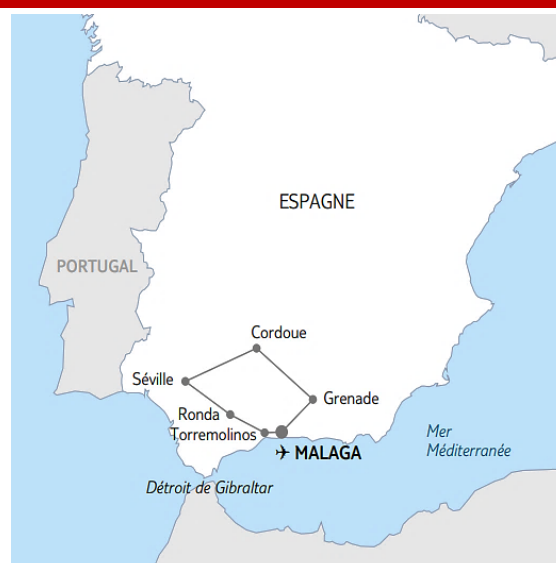 ESPAGNE
PORTUGAL
Cordoue
Séville
Grenade
Ronda
Torremolinos
MALAGA
Mer
Méditerranée
Détroit de Gibraltar